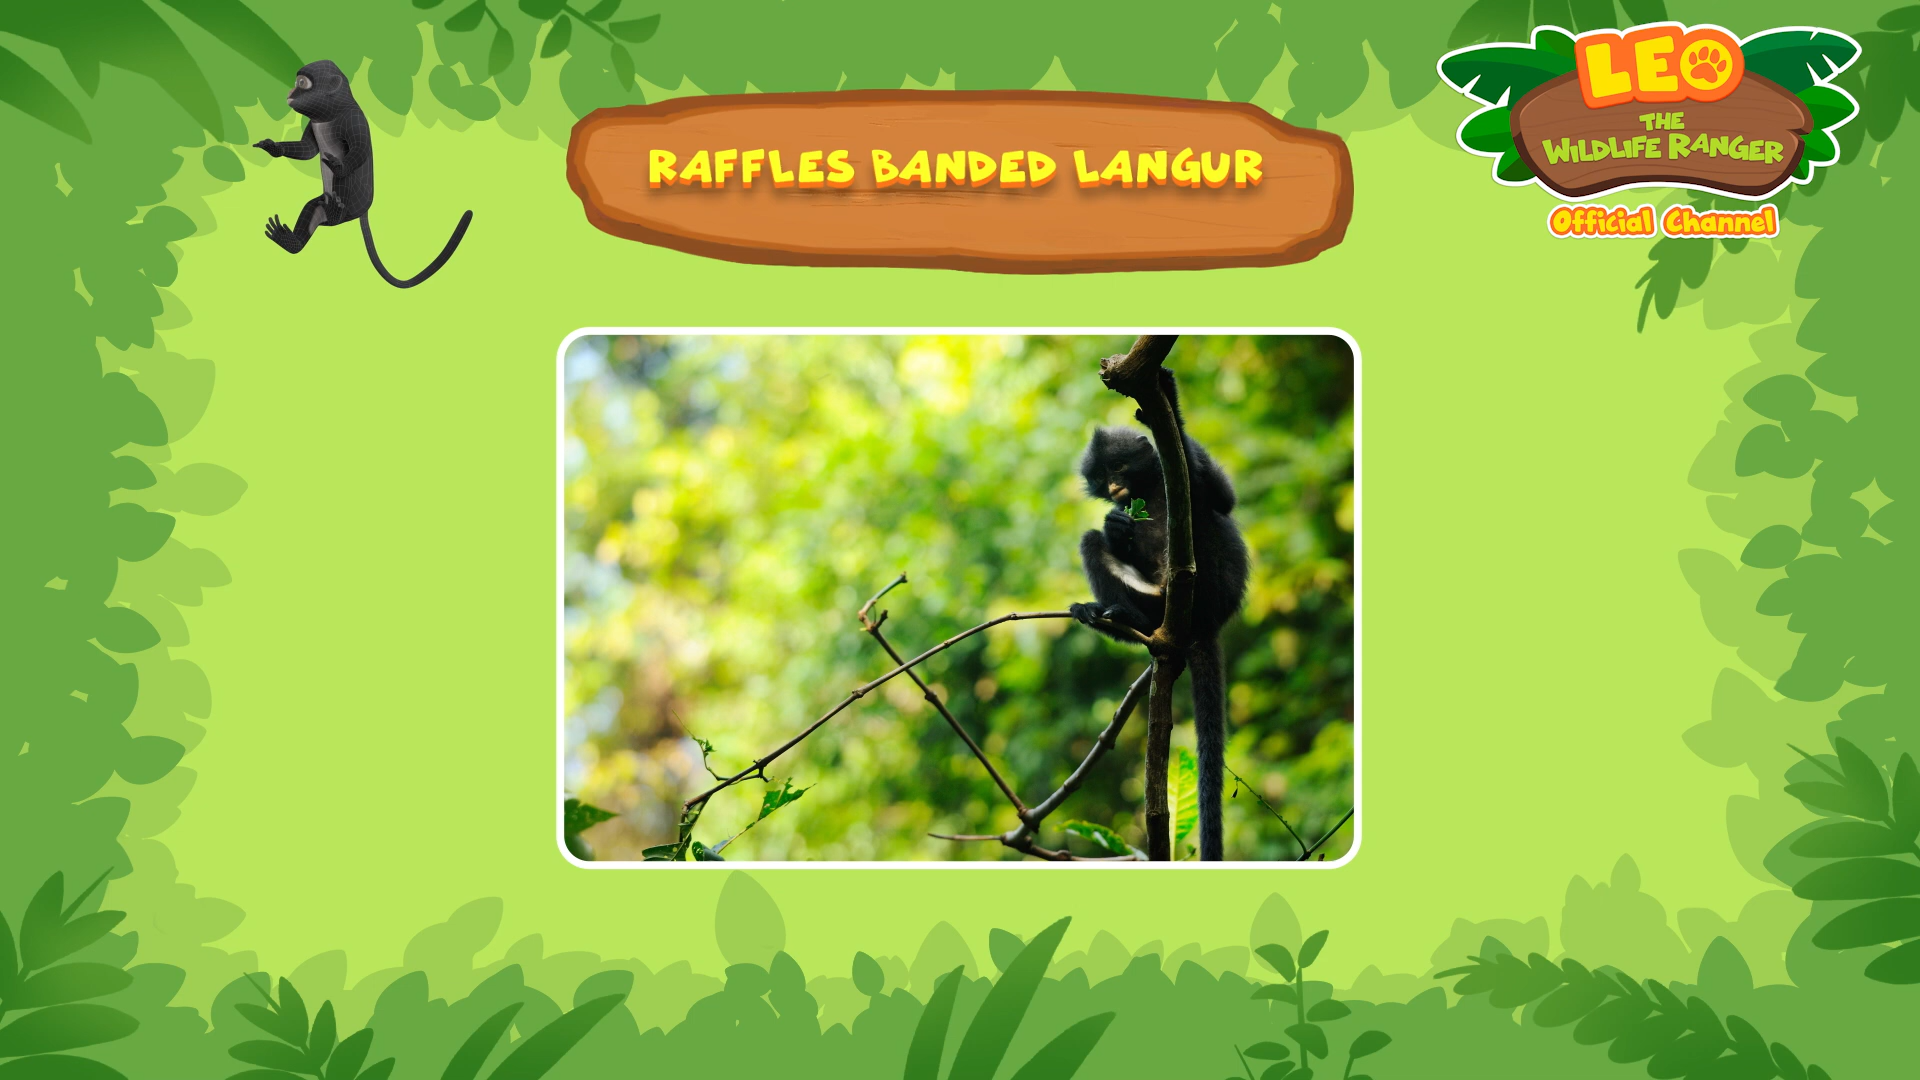 RAFFLES BANDED LANGUR
LEO
THE
WILDLIFE RANGER
Official Channel